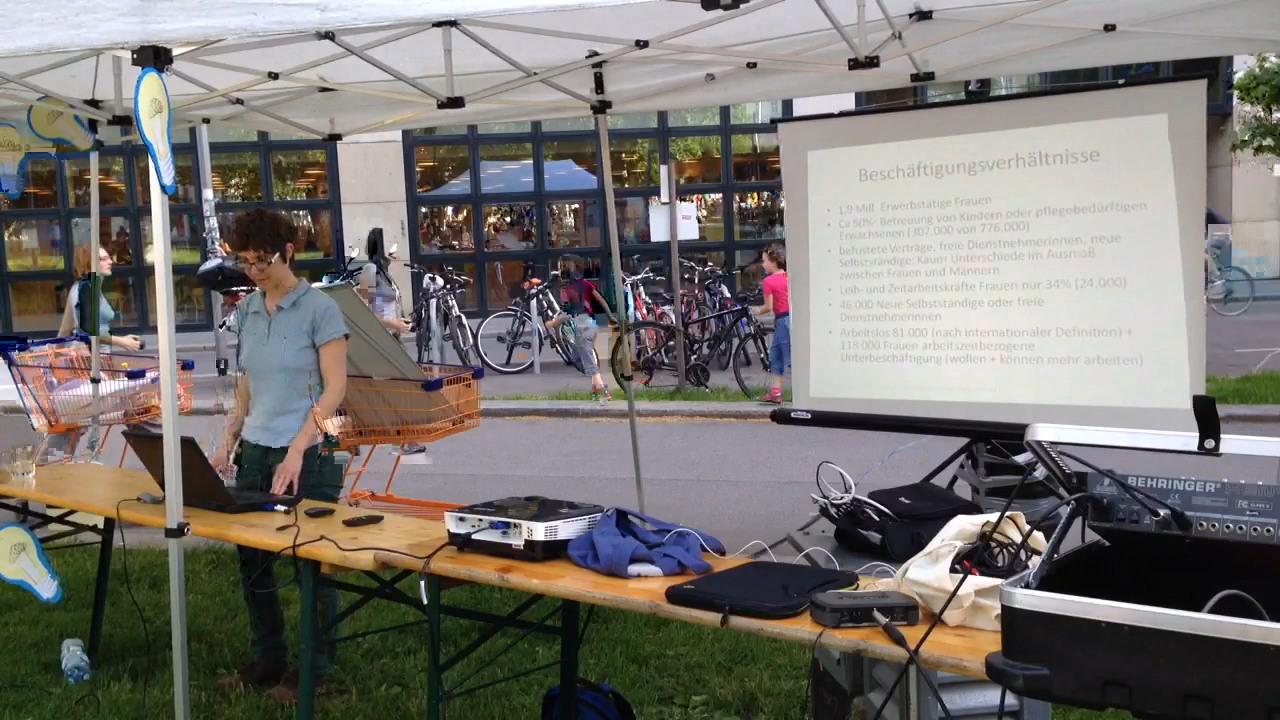 Beschäftigungsverhältnisse
• 1,9 Mill. Erwerbstätige Frauen
• Ca 50%: Betreuung von Kindern oder pflegebedürftigen
Erwachsenen (307.000 von 776.000)
• befristete Verträge, freie Dienstnehmerinnen, neue
Selbstständige: Kaum Unterschiede im Ausmaß
zwischen Frauen und Männern
• Leih- und Zeitarbeitskräfte Frauen nur 34% (24.000)
• 46.000 Neue Selbstständige oder freie
Dienstnehmerinnen
• Arbeitslos 81.000 (nach internationaler Definition) +
118.000 Frauen arbeitszeitbezogene
Unterbeschäftigung (wollen + können mehr arbeiten)
BEHRINGER